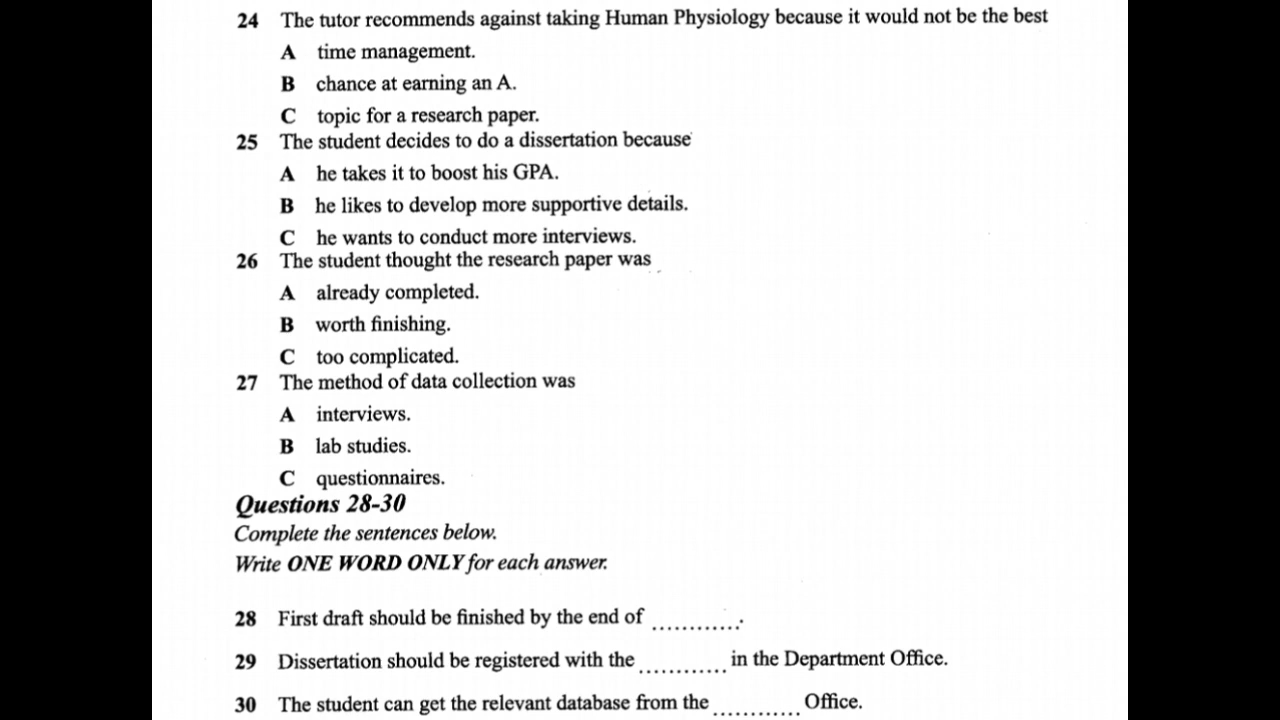 24 The tutor recommends against taking Human Physiology because it would not be the best
A time management.
B chance at earning an A.
C topic for a research paper.
25 The student decides to do a dissertation because
A he takes it to boost his GPA.
B he likes to develop more supportive details.
C he wants to conduct more interviews.
26 The student thought the research paper was
A already completed.
B worth finishing.
C too complicated.
27 The method of data collection was
A interviews.
B lab studies.
C questionnaires.
Questions 28-30
Complete the sentences below.
Write ONE WORD ONLY for each answer.
28 First draft should be finished by the end of ............
29 Dissertation should be registered with the ............ in the Department Office.
30 The student can get the relevant database from the ............ Office.